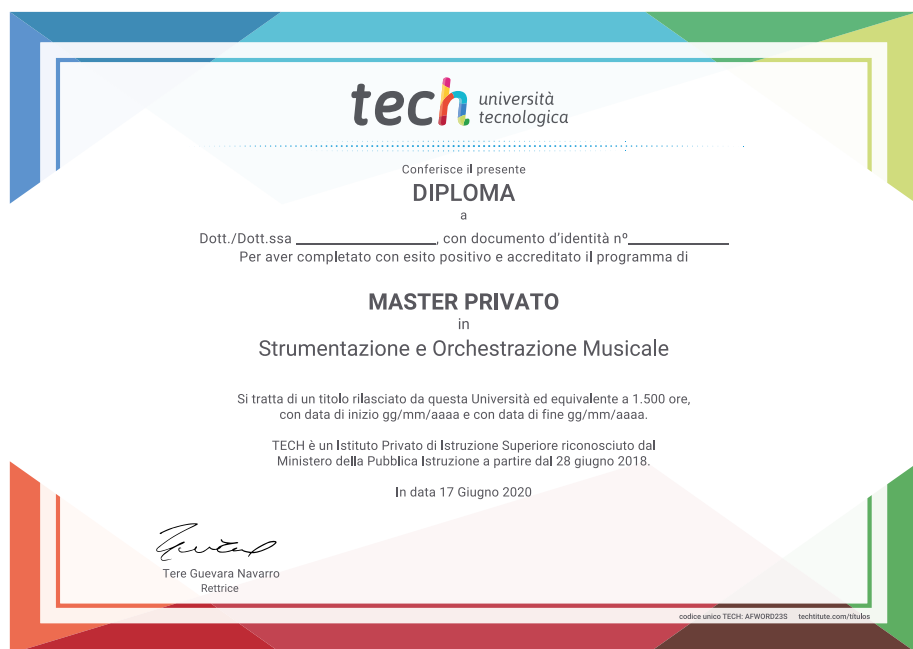 tech università
tecnologica
Conferisce il presente
DIPLOMA
a
Dott./Dott.ssa _________________, con documento d'identità nº____________
Per aver completato con esito positivo e accreditato il programma di
MASTER PRIVATO
in
Strumentazione e Orchestrazione Musicale
Si tratta di un titolo rilasciato da questa Università ed equivalente a 1.500 ore,
con data di inizio gg/mm/aaaa e con data di fine gg/mm/aaaa.
TECH è un Istituto Privato di Istruzione Superiore riconosciuto dal
Ministero della Pubblica Istruzione a partire dal 28 giugno 2018.
In data 17 Giugno 2020
Tere Guevara Navarro
Rettrice
codice unico TECH: AFWORD23S techtitute.com/titulos